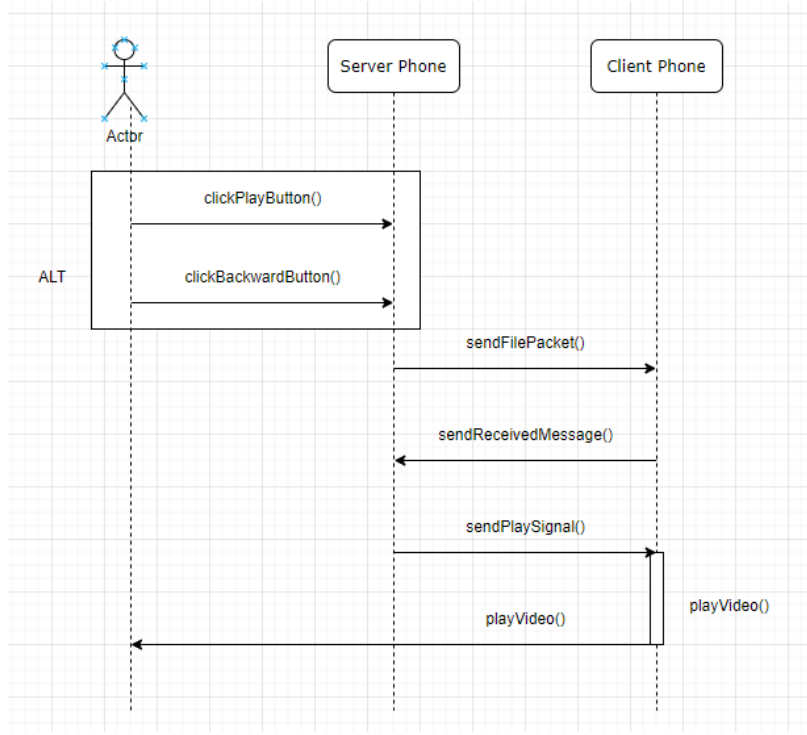 Server Phone
Client Phone
Actor
clickPlayButton()
ALT
clickBackwardButton()
sendFilePacket()
sendReceivedMessage()
sendPlaySignal()
playVideo()
playVideo()